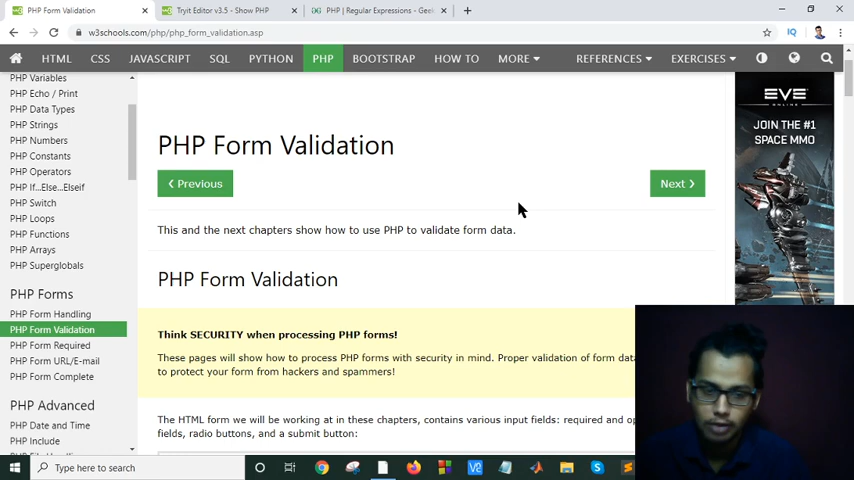 PHP Form Validation
Tryit Editor v3.5 - Show PHP
PHP | Regular Expressions - Geek
w3schools.com/php/php_form_validation.asp
IQ
HTML
CSS
JAVASCRIPT
SQL
PYTHON
PHP
BOOTSTRAP
HOW TO
MORE
REFERENCES
EXERCISES
PHP Variables
PHP Echo / Print
PHP Data Types
PHP Strings
PHP Numbers
PHP Constants
PHP Operators
PHP If...Else...Elseif
PHP Switch
PHP Loops
PHP Functions
PHP Arrays
PHP Superglobals
PHP Forms
PHP Form Handling
PHP Form Validation
PHP Form Required
PHP Form URL/E-mail
PHP Form Complete
PHP Advanced
PHP Date and Time
PHP Include
PHP Form Validation
❮ Previous
Next ❯
This and the next chapters show how to use PHP to validate form data.
PHP Form Validation
Think SECURITY when processing PHP forms!
These pages will show how to process PHP forms with security in mind. Proper validation of form data
to protect your form from hackers and spammers!
The HTML form we will be working at in these chapters, contains various input fields: required and op
fields, radio buttons, and a submit button:
EVE
ONLINE
JOIN THE #1
SPACE MMO
Type here to search
V2